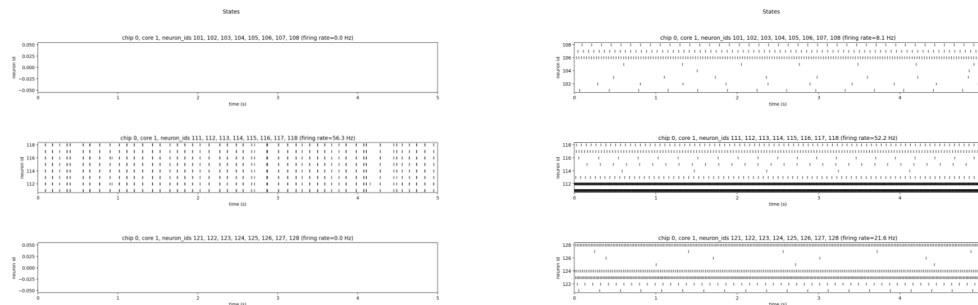 States
chip 0, core 1, neuron_ids 101, 102, 103, 104, 105, 106, 107, 108 (firing rate=0.0 Hz)
0.050
0.025
0.000
−0.025
−0.050
neuron id
0 1 2 3 4 5
time (s)
chip 0, core 1, neuron_ids 111, 112, 113, 114, 115, 116, 117, 118 (firing rate=56.3 Hz)
118
116
114
112
neuron id
0 1 2 3 4 5
time (s)
chip 0, core 1, neuron_ids 121, 122, 123, 124, 125, 126, 127, 128 (firing rate=0.0 Hz)
0.050
0.025
0.000
−0.025
−0.050
neuron id
0 1 2 3 4 5
time (s)
States
chip 0, core 1, neuron_ids 101, 102, 103, 104, 105, 106, 107, 108 (firing rate=8.1 Hz)
108
106
104
102
neuron id
0 1 2 3 4
time (s)
chip 0, core 1, neuron_ids 111, 112, 113, 114, 115, 116, 117, 118 (firing rate=52.2 Hz)
118
116
114
112
neuron id
0 1 2 3 4
time (s)
chip 0, core 1, neuron_ids 121, 122, 123, 124, 125, 126, 127, 128 (firing rate=21.6 Hz)
128
126
124
122
neuron id
0 1 2 3 4
time (s)